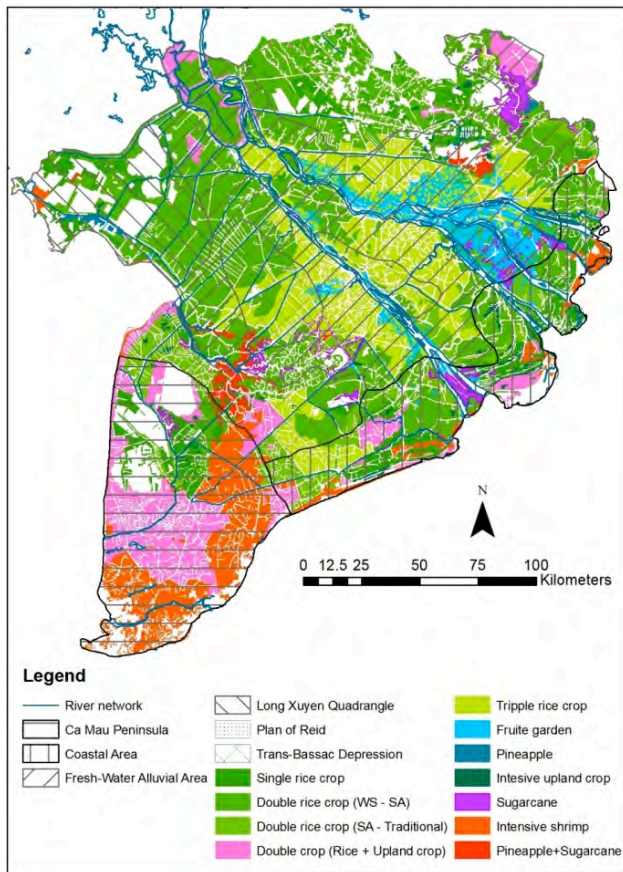 N
0 12.5 25 50 75 100
Kilometers
Legend
River network
Ca Mau Peninsula
Coastal Area
Fresh-Water Alluvial Area
Long Xuyen Quadrangle
Plan of Reid
Trans-Bassac Depression
Single rice crop
Double rice crop (WS - SA)
Double rice crop (SA - Traditional)
Double crop (Rice + Upland crop)
Tripple rice crop
Fruite garden
Pineapple
Intesive upland crop
Sugarcane
Intensive shrimp
Pineapple+Sugarcane